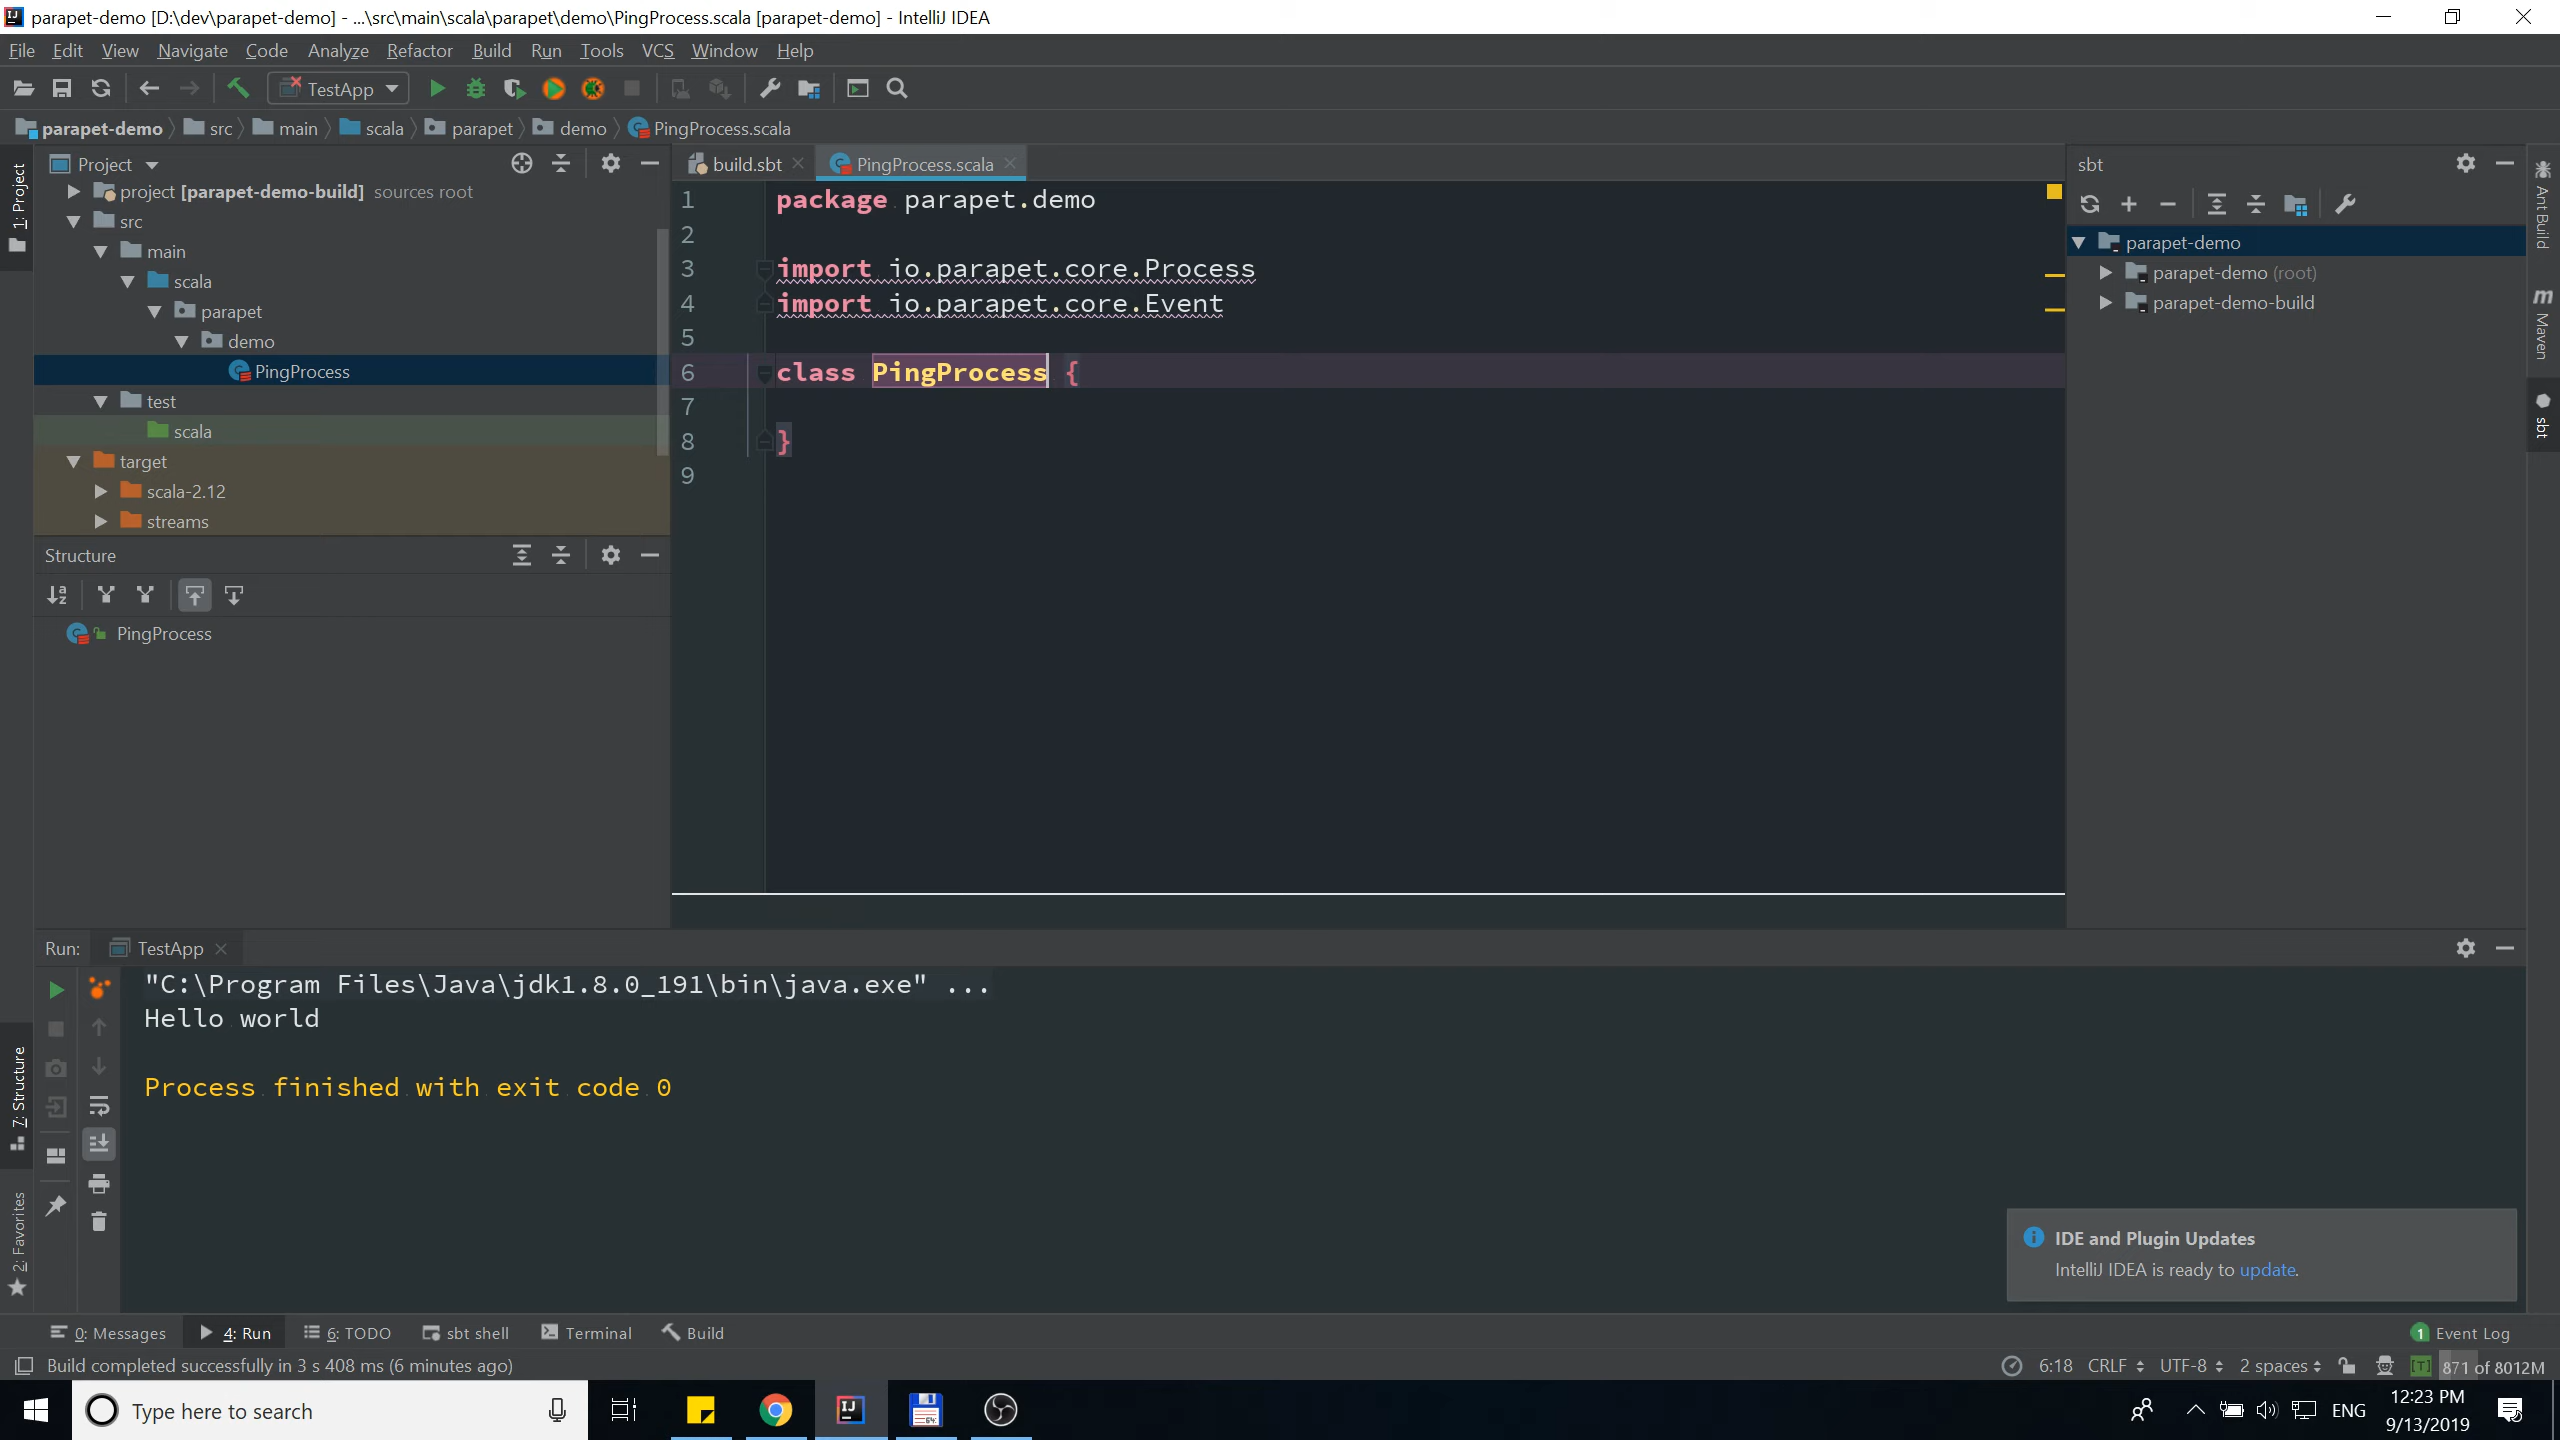 parapet-demo [D:\dev\parapet-demo] - ...\src\main\scala\parapet\demo\PingProcess.scala [parapet-demo] - IntelliJ IDEA
File Edit View Navigate Code Analyze Refactor Build Run Tools VCS Window Help
TestApp
parapet-demo src main scala parapet demo PingProcess.scala
1: Project
Project
project [parapet-demo-build] sources root
src
main
scala
parapet
demo
PingProcess
test
scala
target
scala-2.12
streams
Structure
PingProcess
build.sbt PingProcess.scala
1 package parapet.demo
2
3 import io.parapet.core.Process
4 import io.parapet.core.Event
5
6 class PingProcess {
7
8 }
9
sbt
parapet-demo
parapet-demo (root)
parapet-demo-build
Ant Build
Maven
sbt
7: Structure
2: Favorites
Run: TestApp
"C:\Program Files\Java\jdk1.8.0_191\bin\java.exe" ...
Hello world
Process finished with exit code 0
IDE and Plugin Updates
IntelliJ IDEA is ready to update.
0: Messages 4: Run 6: TODO sbt shell Terminal Build 1 Event Log
Build completed successfully in 3 s 408 ms (6 minutes ago) 6:18 CRLF UTF-8 2 spaces [T] 871 of 8012M
Type here to search
ENG
12:23 PM
9/13/2019